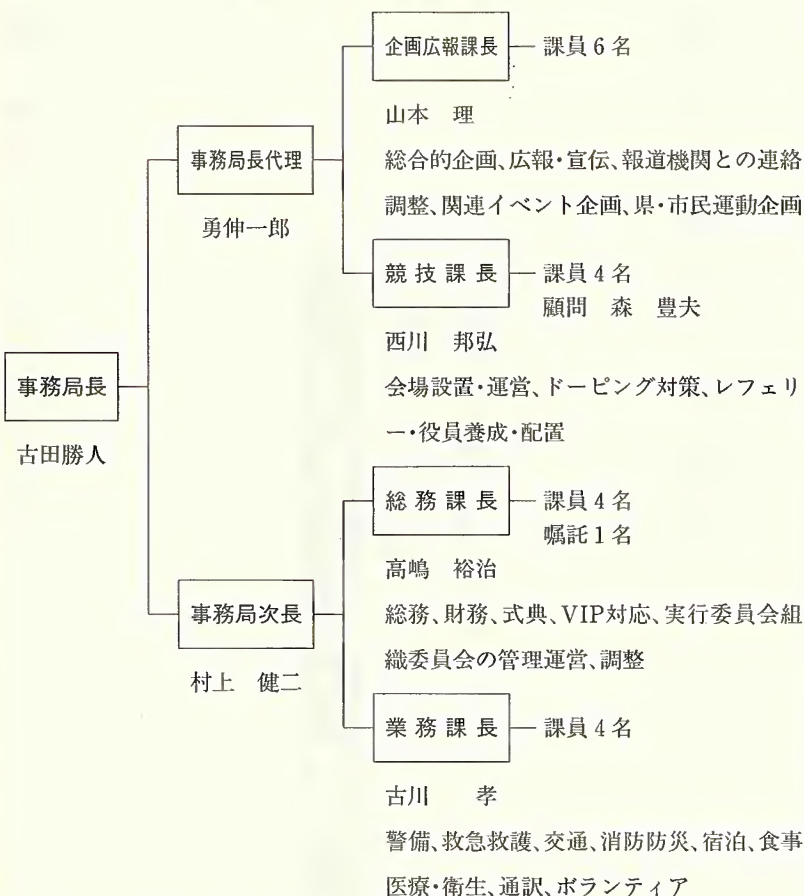 企画広報課長 課員6名
山本 理
総合的企画、広報・宣伝、報道機関との連絡
調整、関連イベント企画、県・市民運動企画
事務局長代理
勇伸一郎
競技課長 課員4名
顧問 森 豊夫
西川 邦弘
会場設置・運営、ドーピング対策、レフェリ
ー・役員養成・配置
事務局長
古田勝人
総務課長 課員4名
嘱託1名
高嶋 裕治
総務、財務、式典、VIP対応、実行委員会組
織委員会の管理運営、調整
事務局次長
村上 健二
業務課長 課員4名
古川 孝
警備、救急救護、交通、消防防災、宿泊、食事
医療・衛生、通訳、ボランティア